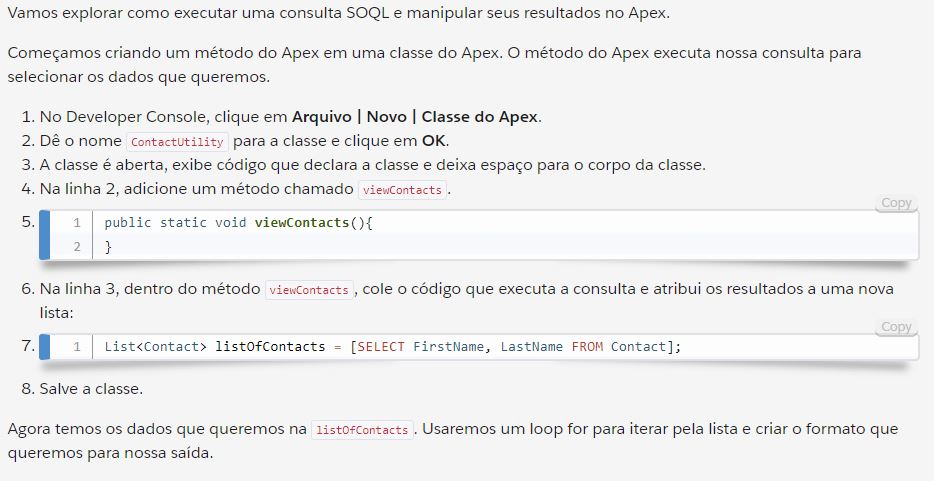 Vamos explorar como executar uma consulta SOQL e manipular seus resultados no Apex.
Começamos criando um método do Apex em uma classe do Apex. O método do Apex executa nossa consulta para
selecionar os dados que queremos.
1. No Developer Console, clique em Arquivo | Novo | Classe do Apex.
2. Dê o nome ContactUtility para a classe e clique em OK.
3. A classe é aberta, exibe código que declara a classe e deixa espaço para o corpo da classe.
4. Na linha 2, adicione um método chamado viewContacts.
Copy
5. 1 public static void viewContacts(){
2 }
6. Na linha 3, dentro do método viewContacts, cole o código que executa a consulta e atribui os resultados a uma nova
lista:
Copy
7. 1 List<Contact> listOfContacts = [SELECT FirstName, LastName FROM Contact];
8. Salve a classe.
Agora temos os dados que queremos na listOfContacts. Usaremos um loop for para iterar pela lista e criar o formato que
queremos para nossa saída.